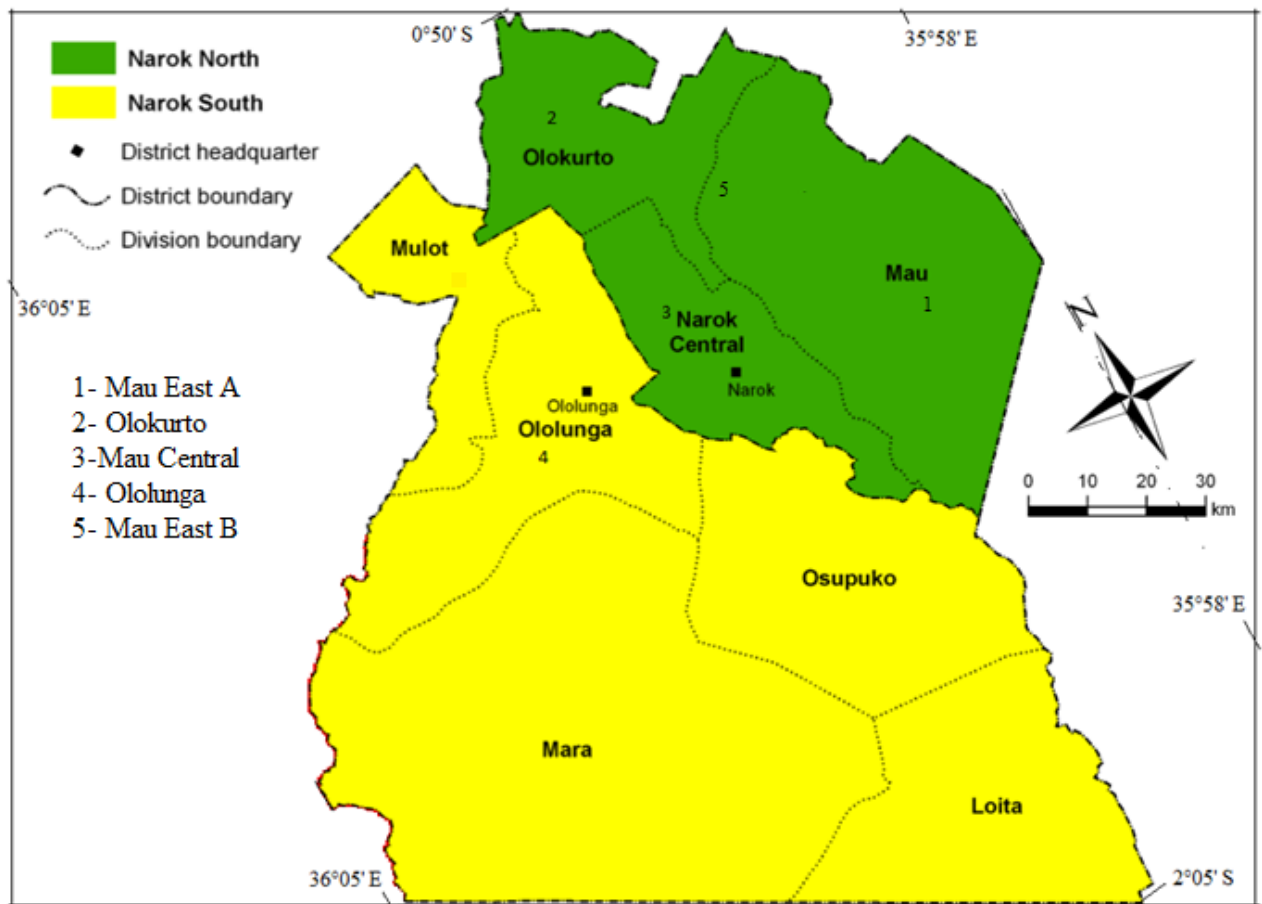 0°50' S
35°58' E
Narok North
Narok South
District headquarter
District boundary
Division boundary
2
Olokurto
5
Mulot
Mau
1
36°05' E
3
Narok
Central
N
Narok
1- Mau East A
2- Olokurto
3-Mau Central
4- Ololunga
5- Mau East B
Ololunga
Ololunga
4
0 10 20 30
km
Osupuko
35°58' E
Mara
Loita
36°05' E
2°05' S